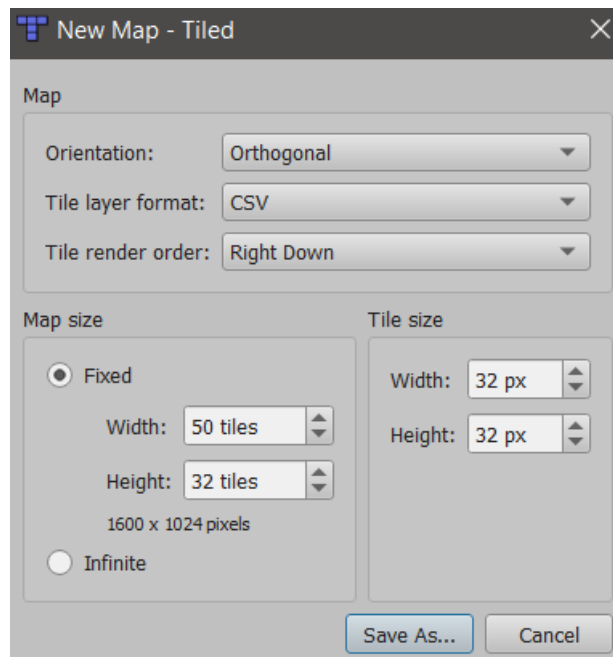 New Map - Tiled
Map
Orientation: Orthogonal
Tile layer format: CSV
Tile render order: Right Down
Map size
Fixed
Width: 50 tiles
Height: 32 tiles
1600 x 1024 pixels
Infinite
Tile size
Width: 32 px
Height: 32 px
Save As... Cancel